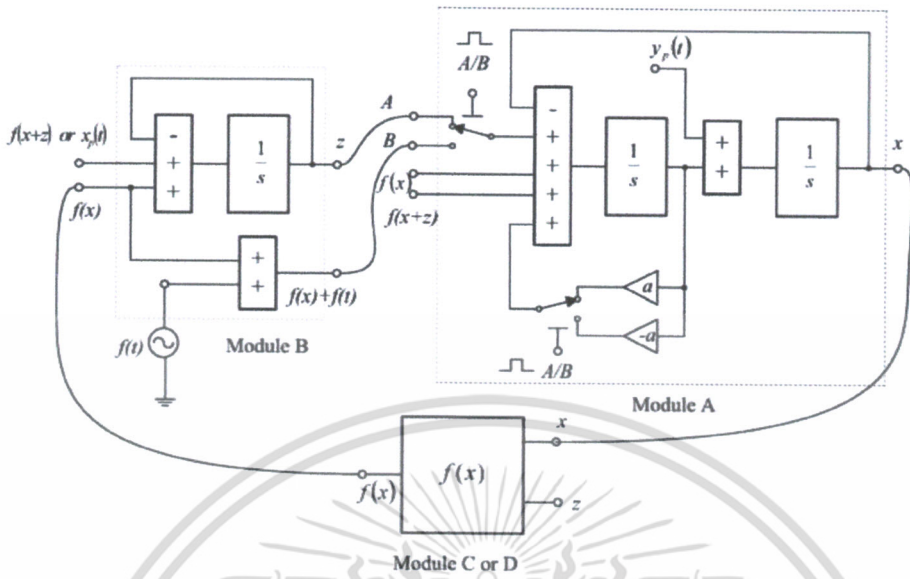 A/B
y_p(t)
f(x+z) or x_p(t)
-
+
+
1/s
z
A
B
f(x)
f(x+z)
-
+
+
+
+
1/s
+
+
1/s
x
f(x)
+
+
f(x)+f(t)
f(t)
Module B
a
-a
A/B
Module A
f(x)
f(x)
x
z
Module C or D